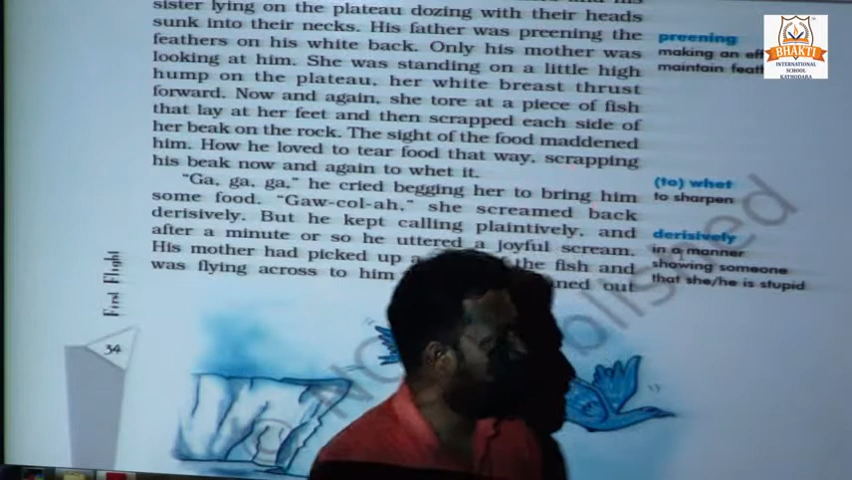 sister lying on the plateau dozing with their heads
sunk into their necks. His father was preening the
feathers on his white back. Only his mother was
looking at him. She was standing on a little high
hump on the plateau, her white breast thrust
forward. Now and again, she tore at a piece of fish
that lay at her feet and then scrapped each side of
her beak on the rock. The sight of the food maddened
him. How he loved to tear food that way, scrapping
his beak now and again to whet it.
"Ga, ga, ga," he cried begging her to bring him
some food. "Gaw-col-ah," she screamed back
derisively. But he kept calling plaintively, and
after a minute or so he uttered a joyful scream.
His mother had picked up a the fish and
was flying across to him out
preening
making an
maintain
(to) whet
to sharpen
derisively
in a manner
showing someone
that she/he is stupid
First Flight
34
BHAKTI
INTERNATIONAL
SCHOOL
KATHODARA